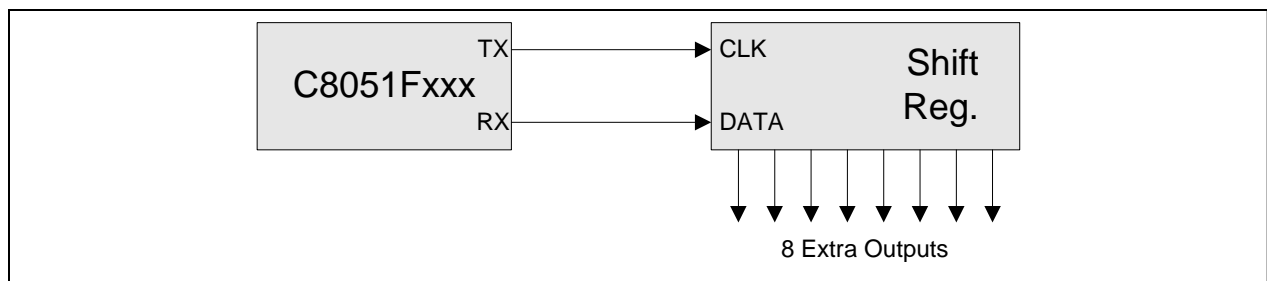 C8051Fxxx
TX
RX
CLK
DATA
Shift
Reg.
8 Extra Outputs